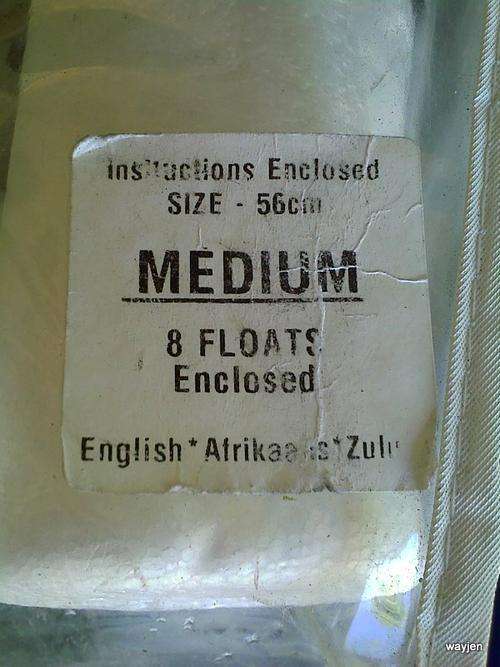 Instructions Enclosed
SIZE - 56cm
MEDIUM
8 FLOATS
Enclosed
English*Afrikaans*Zulu
wayjen